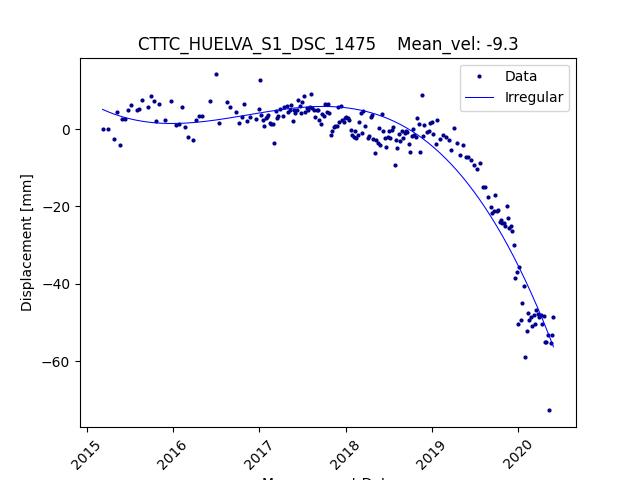 CTTC_HUELVA_S1_DSC_1475 Mean_vel: -9.3
Data
Irregular
Displacement [mm]
0
−20
−40
−60
2015
2016
2017
2018
2019
2020